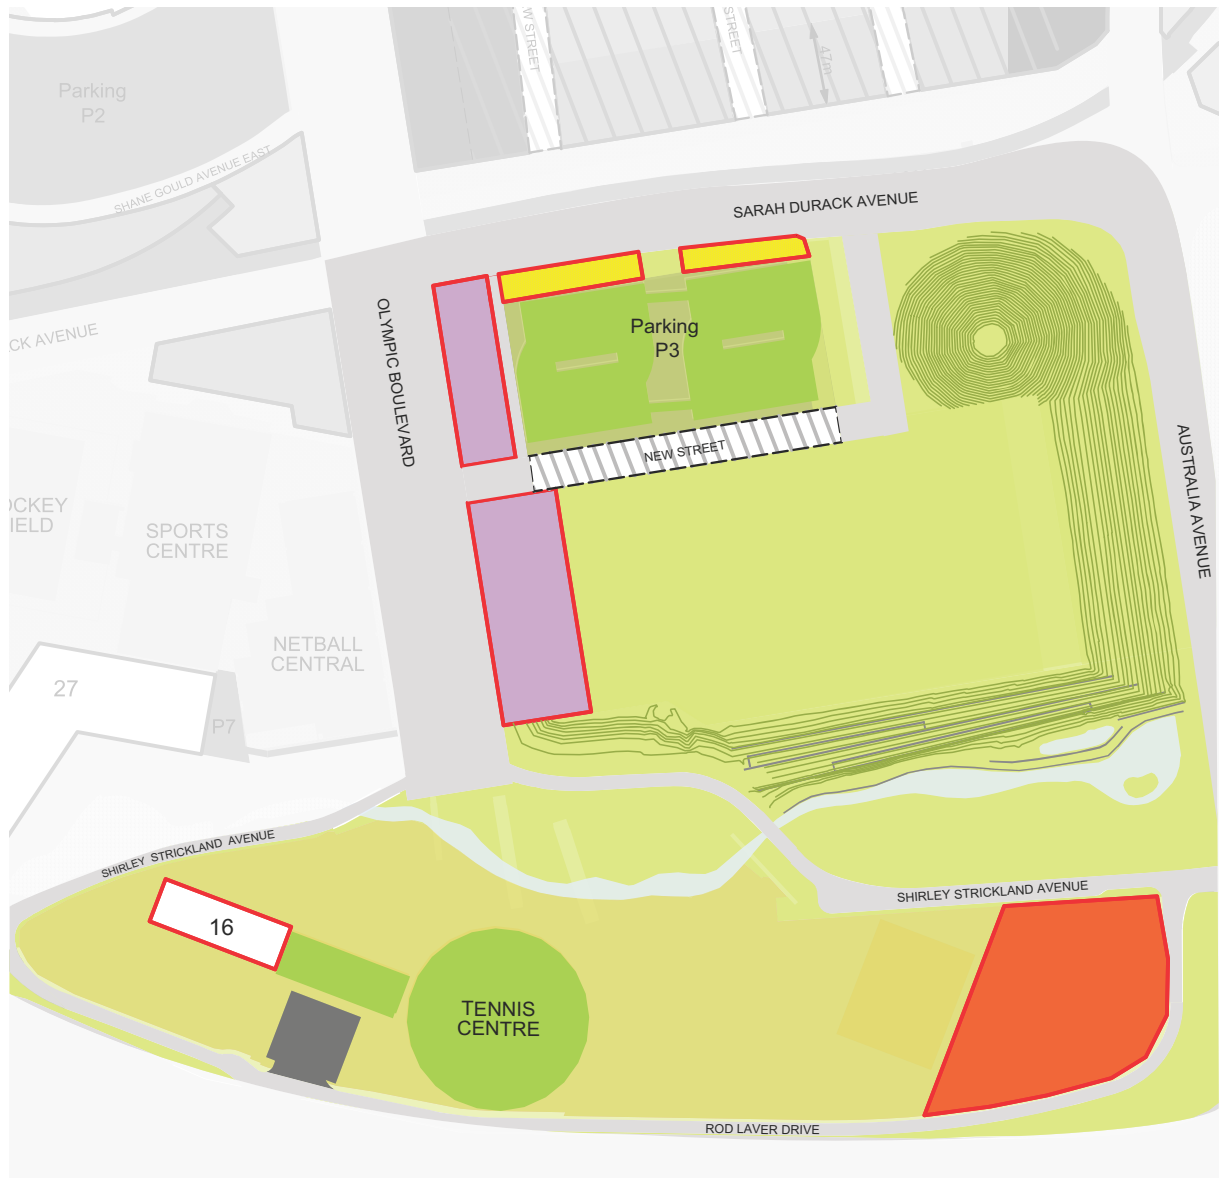 W STREET
STREET
47m
Parking
P2
SHANE GOULD AVENUE EAST
SARAH DURACK AVENUE
CK AVENUE
OLYMPIC BOULEVARD
Parking
P3
NEW STREET
AUSTRALIA AVENUE
OCKEY
IELD
SPORTS
CENTRE
NETBALL
CENTRAL
27
P7
SHIRLEY STRICKLAND AVENUE
SHIRLEY STRICKLAND AVENUE
16
TENNIS
CENTRE
ROD LAVER DRIVE